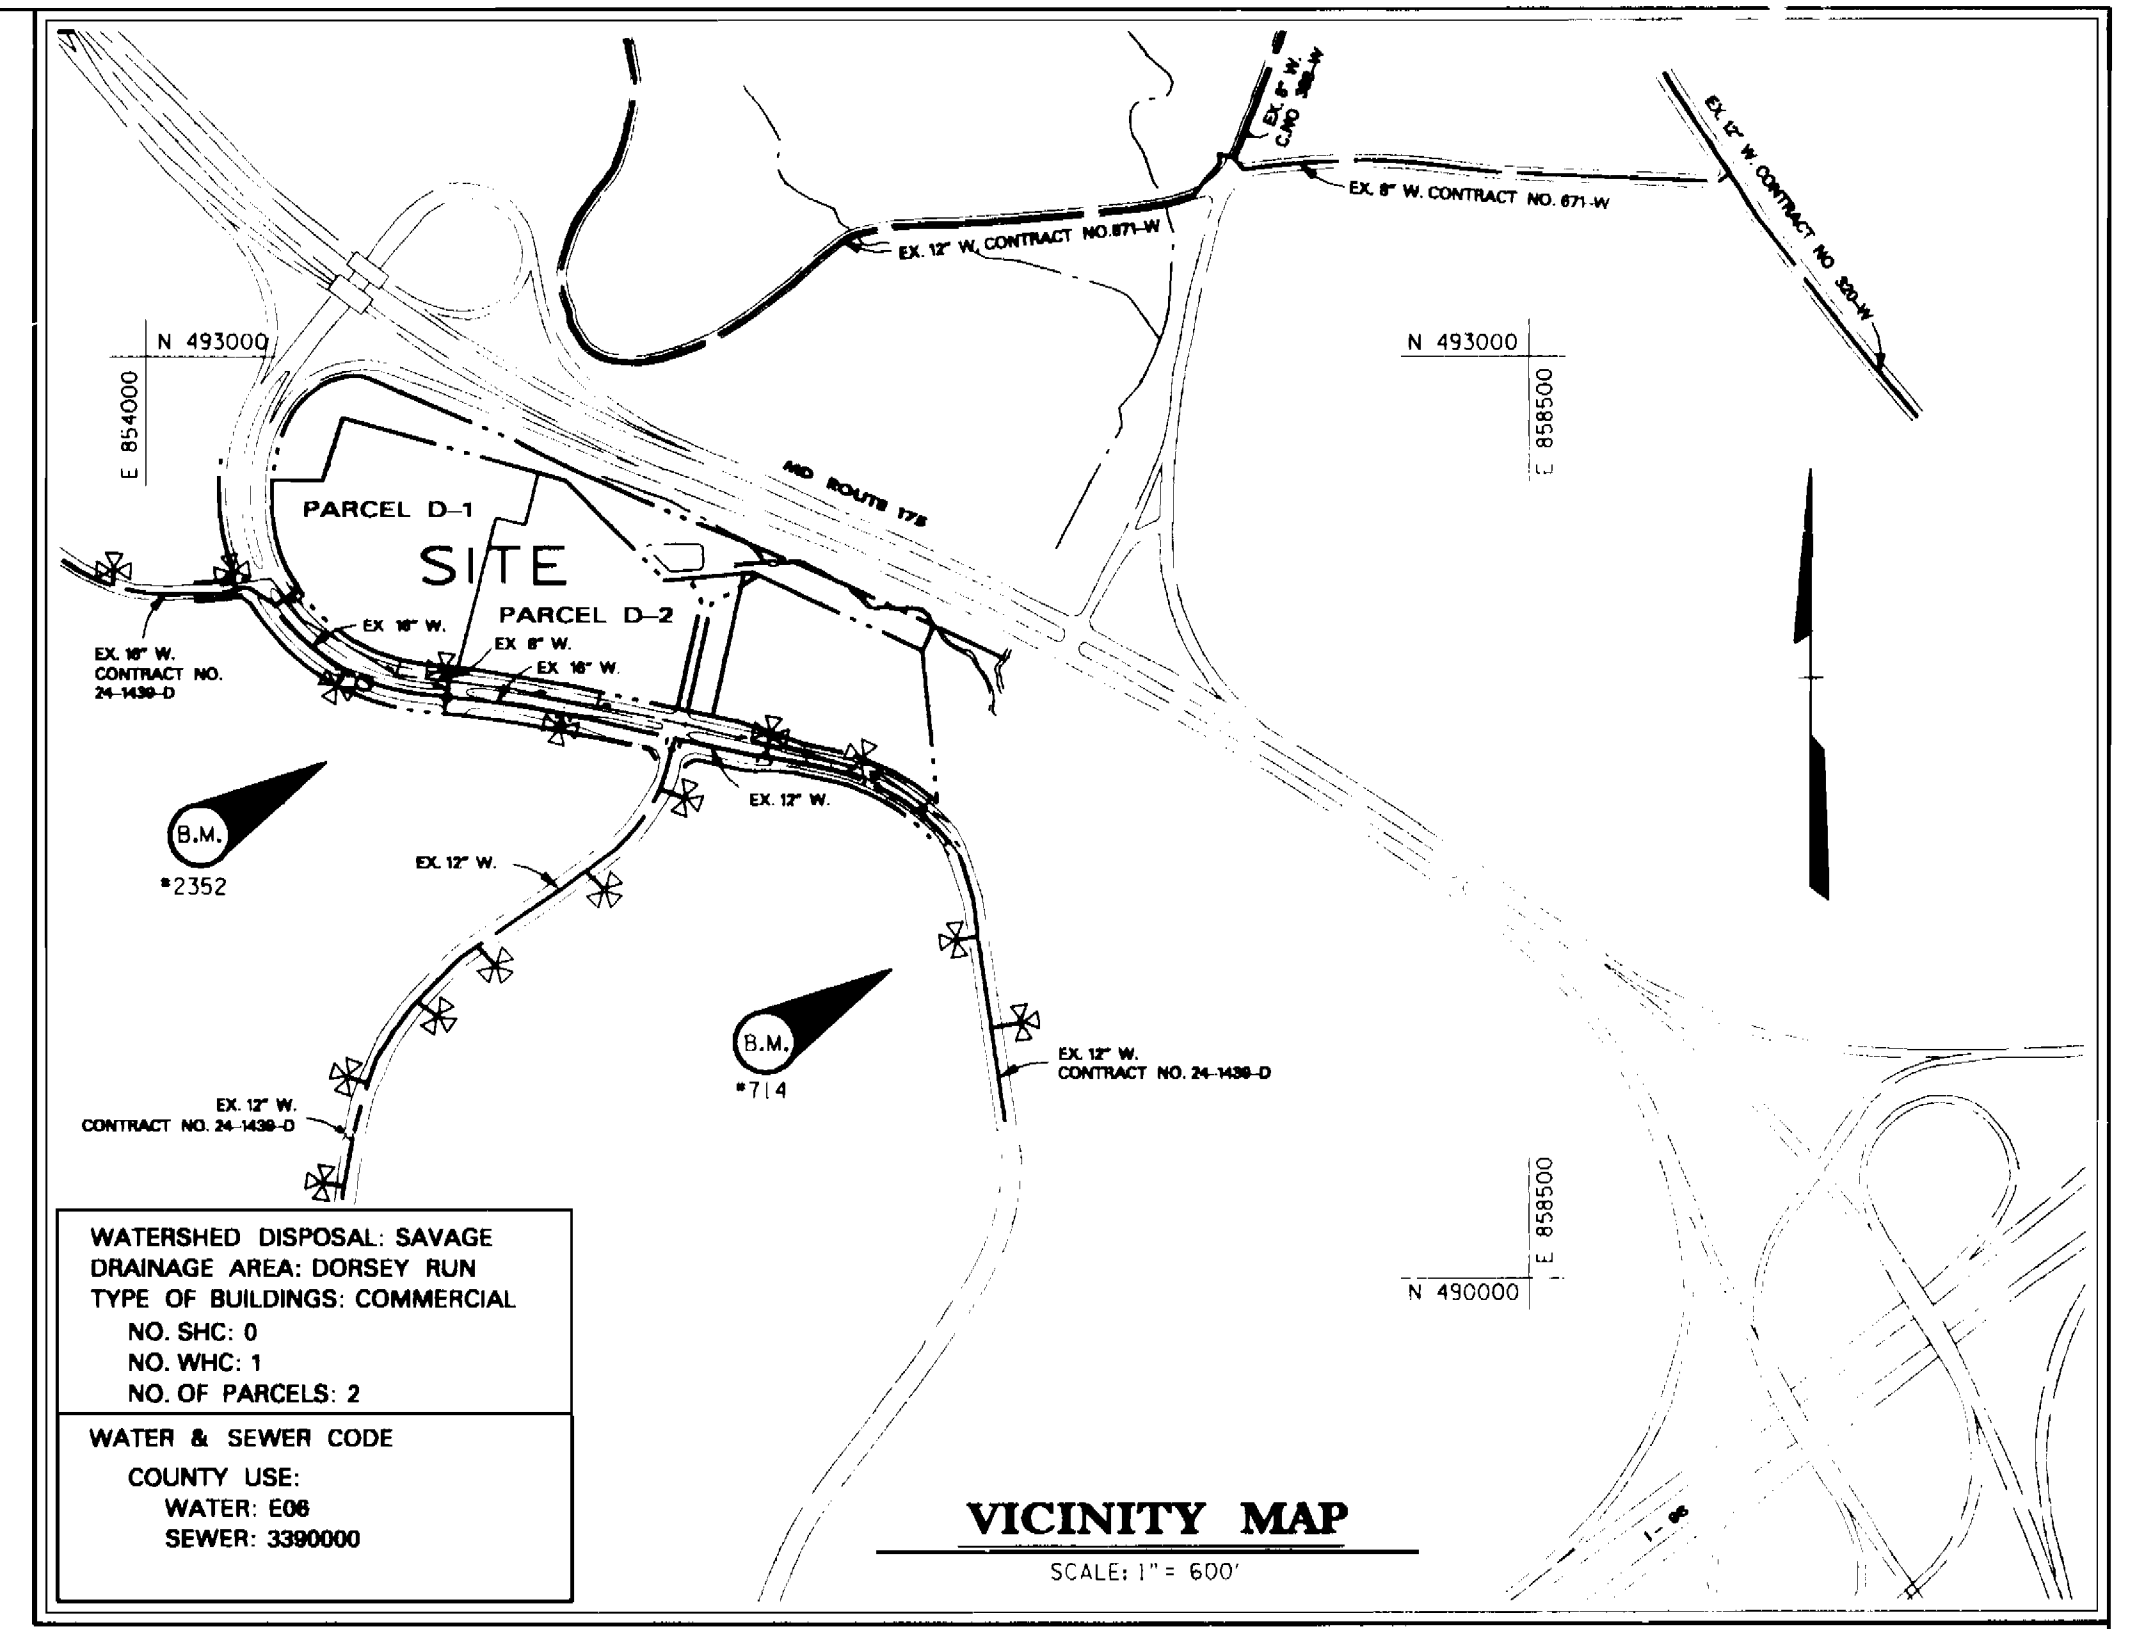 EX. 8" W.
C.NO
EX. 12" W. CONTRACT NO 320-W
EX. 8" W. CONTRACT NO. 671-W
EX. 12" W. CONTRACT NO.671-W
N 493000
E 854000
N 493000
E 858500
MD ROUTE 175
PARCEL D-1
SITE
PARCEL D-2
EX 16" W.
EX 8" W.
EX 16" W.
EX. 16" W.
CONTRACT NO.
24-1439-D
EX. 12" W.
B.M.
#2352
EX. 12" W.
B.M.
#714
EX. 12" W.
CONTRACT NO. 24-1439-D
EX. 12" W.
CONTRACT NO. 24-1439-D
E 858500
N 490000
WATERSHED DISPOSAL: SAVAGE
DRAINAGE AREA: DORSEY RUN
TYPE OF BUILDINGS: COMMERCIAL
NO. SHC: 0
NO. WHC: 1
NO. OF PARCELS: 2
WATER & SEWER CODE
COUNTY USE:
WATER: E06
SEWER: 3390000
I-95
VICINITY MAP
SCALE: 1" = 600'